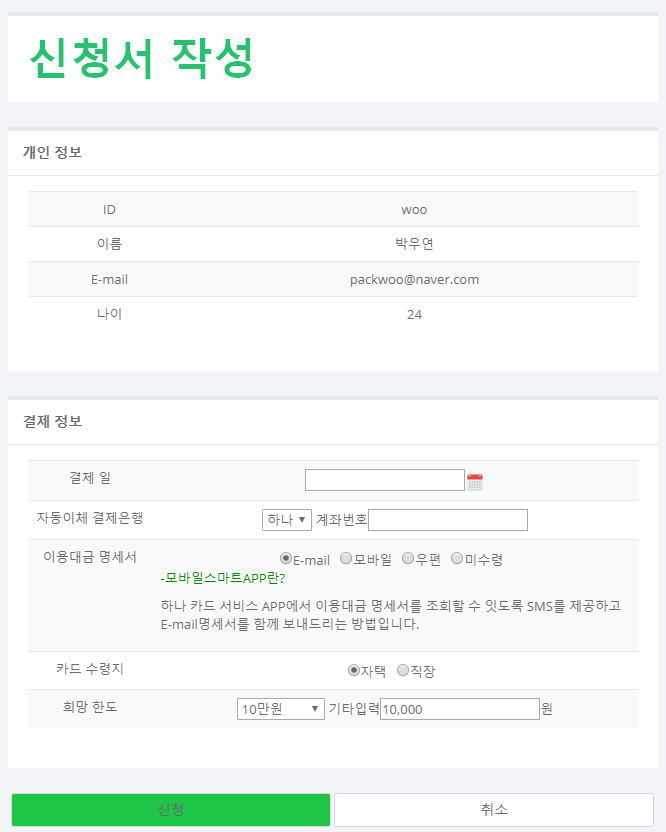 신청서 작성
개인 정보
ID woo
이름 박우연
E-mail packwoo@naver.com
나이 24
결제 정보
결제 일
자동이체 결제은행 하나 ▼ 계좌번호
이용대금 명세서 E-mail 모바일 우편 미수령
-모바일스마트APP란?
하나 카드 서비스 APP에서 이용대금 명세서를 조회할 수 잇도록 SMS를 제공하고
E-mail명세서를 함께 보내드리는 방법입니다.
카드 수령지 자택 직장
희망 한도 10만원 ▼ 기타입력 10,000 원
신청 취소